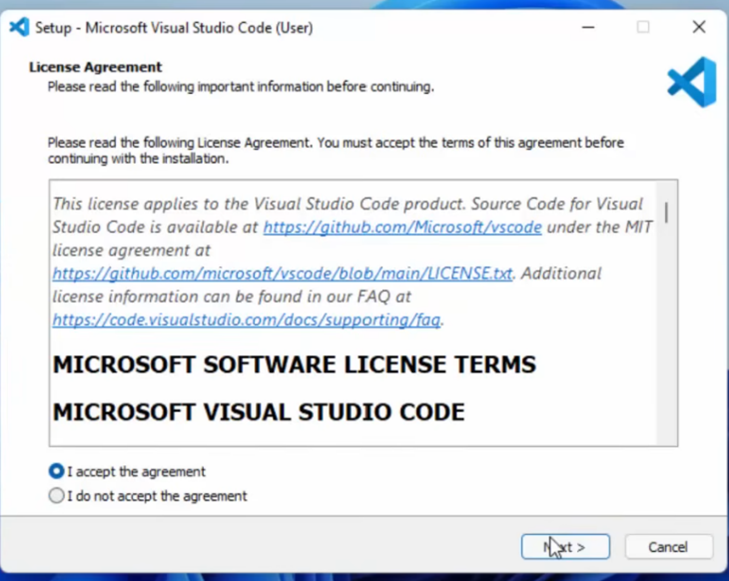 Setup - Microsoft Visual Studio Code (User)
License Agreement
Please read the following important information before continuing.
Please read the following License Agreement. You must accept the terms of this agreement before
continuing with the installation.
This license applies to the Visual Studio Code product. Source Code for Visual
Studio Code is available at https://github.com/Microsoft/vscode under the MIT
license agreement at
https://github.com/microsoft/vscode/blob/main/LICENSE.txt. Additional
license information can be found in our FAQ at
https://code.visualstudio.com/docs/supporting/faq.
MICROSOFT SOFTWARE LICENSE TERMS
MICROSOFT VISUAL STUDIO CODE
I accept the agreement
I do not accept the agreement
Next >
Cancel